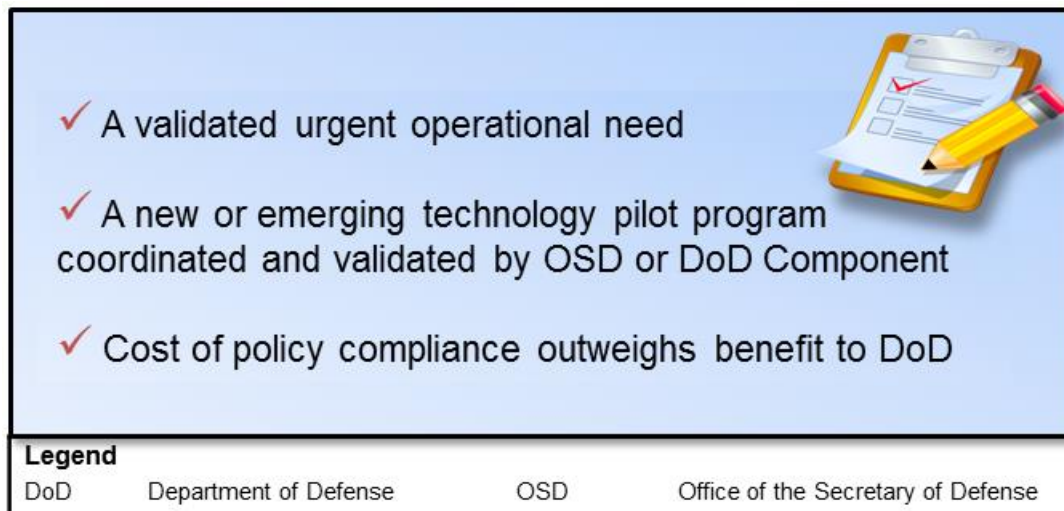 ✓ A validated urgent operational need
✓ A new or emerging technology pilot program
coordinated and validated by OSD or DoD Component
✓ Cost of policy compliance outweighs benefit to DoD
Legend
DoD Department of Defense OSD Office of the Secretary of Defense